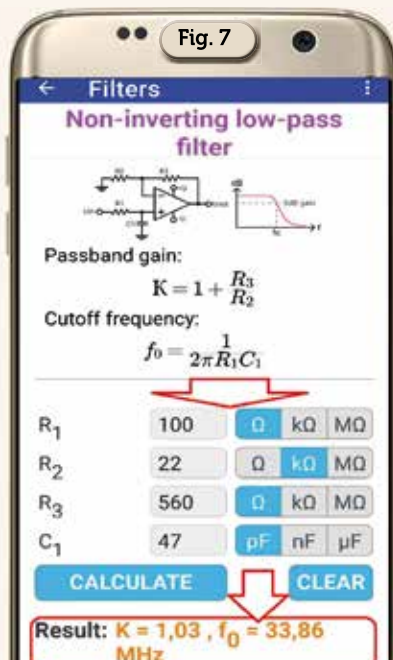 Fig. 7
Filters
Non-inverting low-pass
filter
Passband gain:
K = 1 + R3/R2
Cutoff frequency:
f0 = 1/2πR1C1
R1 100 Ω kΩ MΩ
R2 22 Ω kΩ MΩ
R3 560 Ω kΩ MΩ
C1 47 pF nF μF
CALCULATE CLEAR
Result: K = 1,03 , f0 = 33,86
MHz